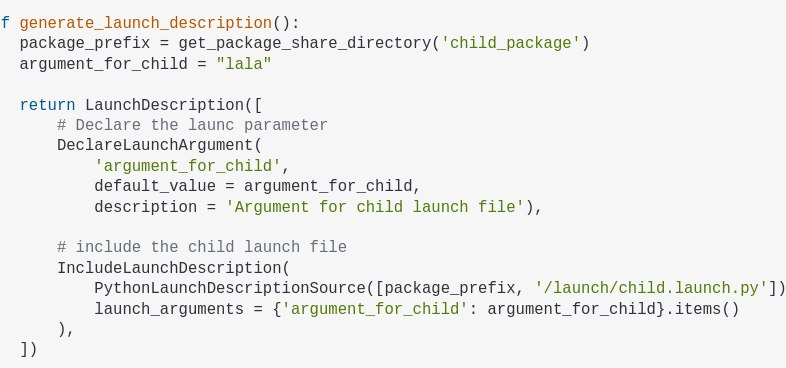 f generate_launch_description():
package_prefix = get_package_share_directory('child_package')
argument_for_child = "lala"
return LaunchDescription([
# Declare the launc parameter
DeclareLaunchArgument(
'argument_for_child',
default_value = argument_for_child,
description = 'Argument for child launch file'),
# include the child launch file
IncludeLaunchDescription(
PythonLaunchDescriptionSource([package_prefix, '/launch/child.launch.py'])
launch_arguments = {'argument_for_child': argument_for_child}.items()
),
])